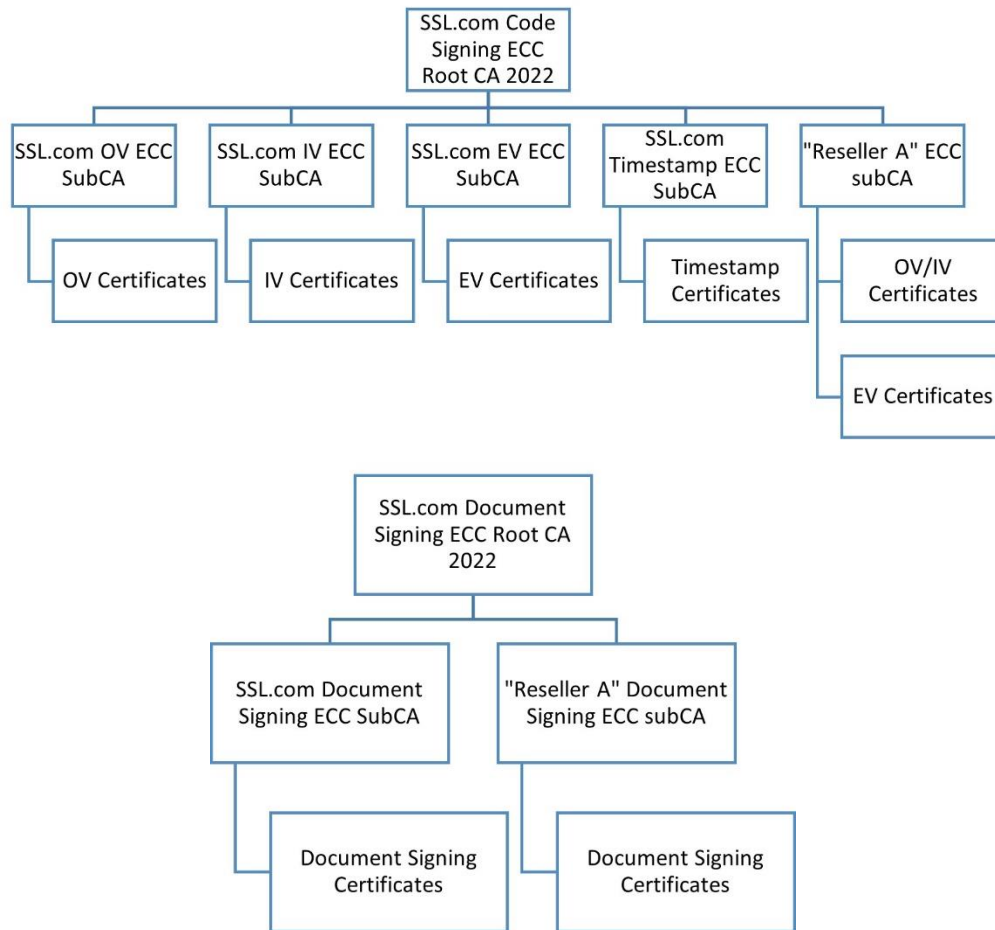 SSL.com Code
Signing ECC
Root CA 2022
SSL.com OV ECC
SubCA
SSL.com IV ECC
SubCA
SSL.com EV ECC
SubCA
SSL.com
Timestamp ECC
SubCA
"Reseller A" ECC
subCA
OV Certificates
IV Certificates
EV Certificates
Timestamp
Certificates
OV/IV
Certificates
EV Certificates
SSL.com Document
Signing ECC Root CA
2022
SSL.com Document
Signing ECC SubCA
"Reseller A" Document
Signing ECC subCA
Document Signing
Certificates
Document Signing
Certificates